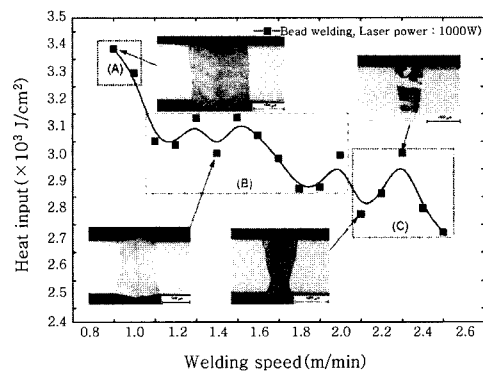 Bead welding, Laser power : 1000W
3.4
3.4
3.3
3.2
3.1
3.0
2.9
2.8
2.7
2.6
2.5
2.4
Heat input(×10³ J/cm²)
(A)
(B)
(C)
0.8 1.0 1.2 1.4 1.6 1.8 2.0 2.2 2.4 2.6
Welding speed(m/min)